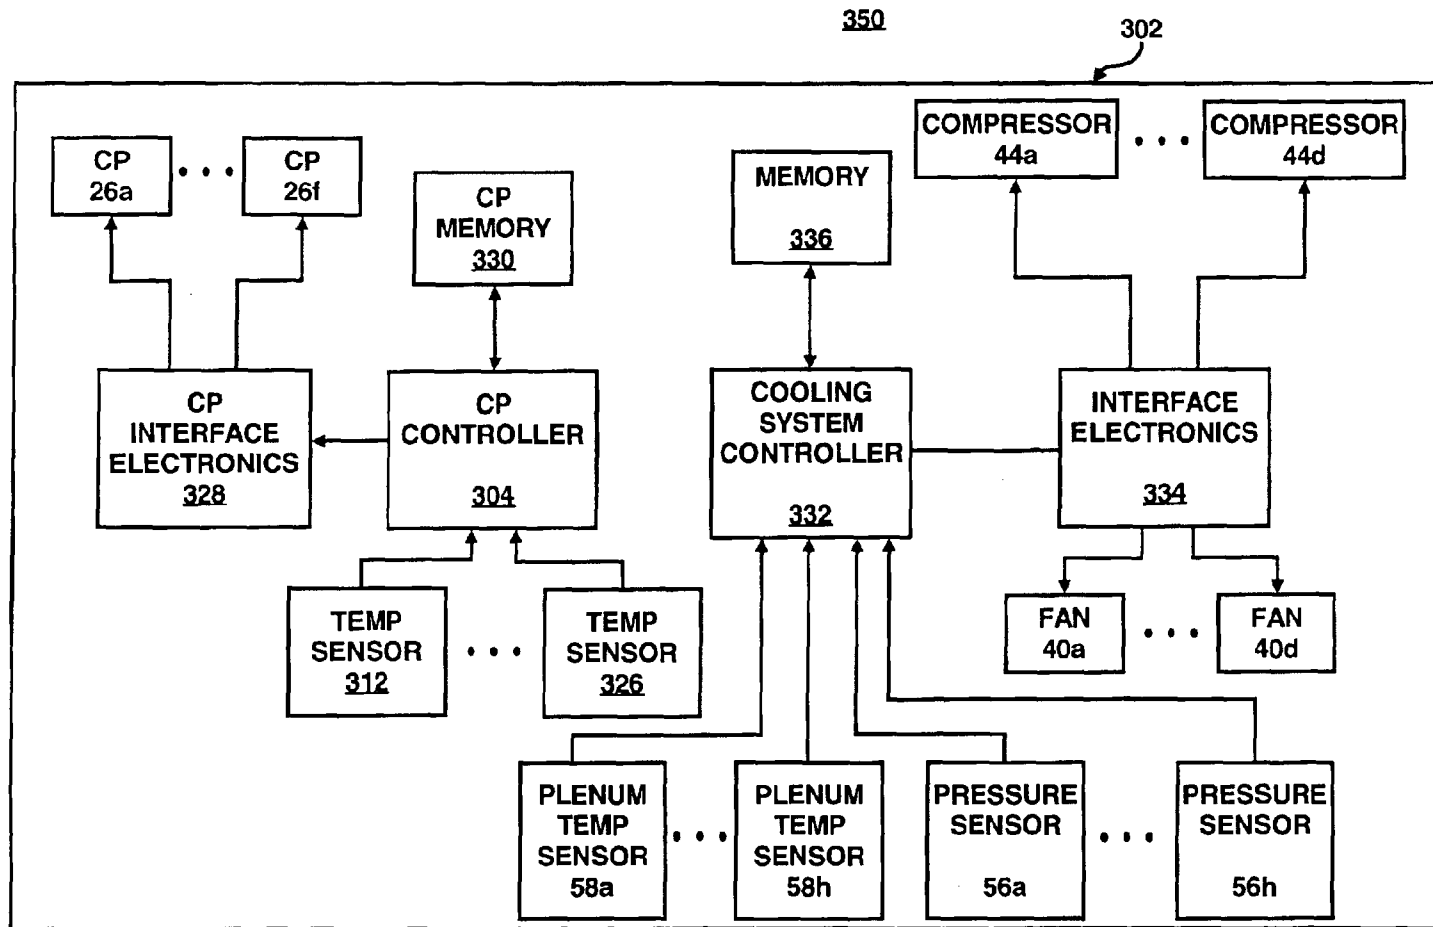 350
302
CP
26a
CP
26f
CP
MEMORY
330
MEMORY
336
COMPRESSOR
44a
COMPRESSOR
44d
CP
INTERFACE
ELECTRONICS
328
CP
CONTROLLER
304
COOLING
SYSTEM
CONTROLLER
332
INTERFACE
ELECTRONICS
334
TEMP
SENSOR
312
TEMP
SENSOR
326
FAN
40a
FAN
40d
PLENUM
TEMP
SENSOR
58a
PLENUM
TEMP
SENSOR
58h
PRESSURE
SENSOR
56a
PRESSURE
SENSOR
56h